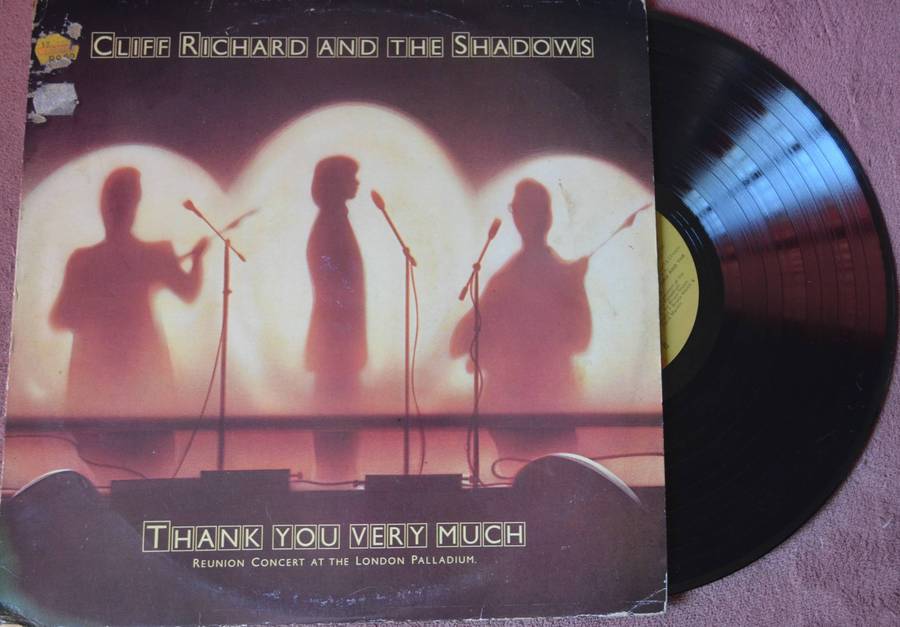 CLIFF RICHARD AND THE SHADOWS
THANK YOU VERY MUCH
REUNION CONCERT AT THE LONDON PALLADIUM.